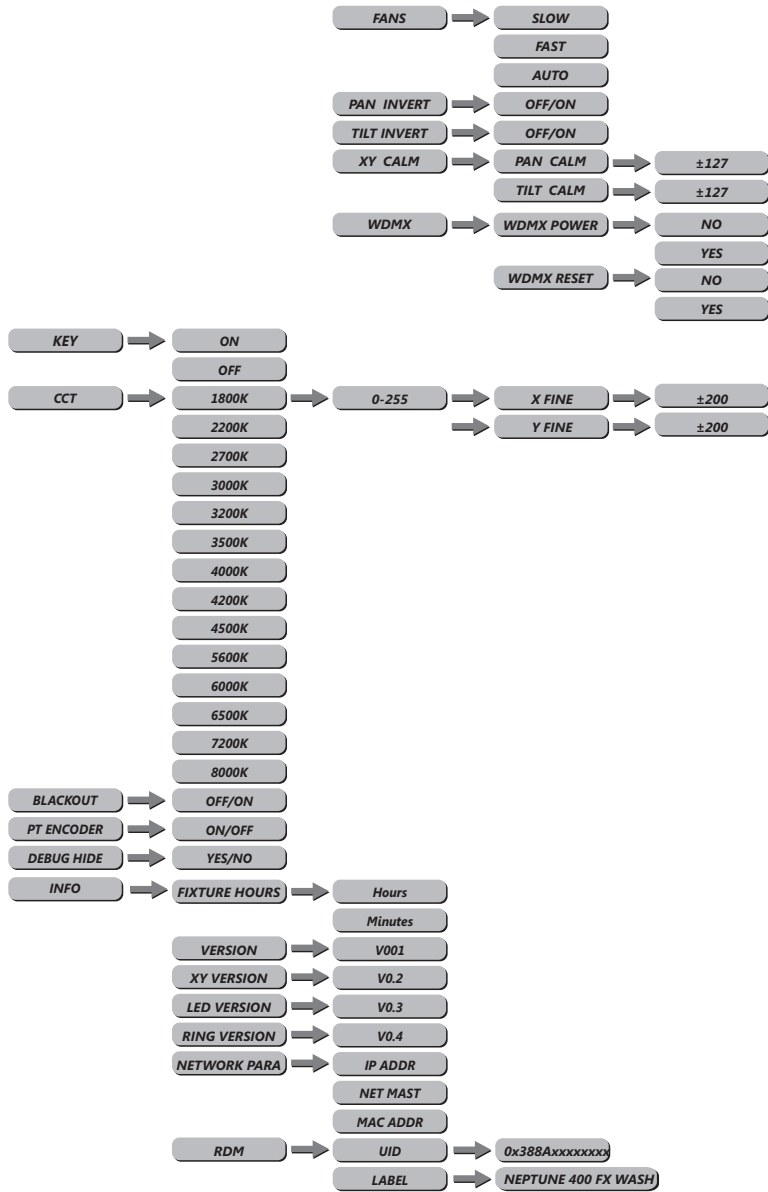 FANS SLOW
FAST
AUTO
PAN INVERT OFF/ON
TILT INVERT OFF/ON
XY CALM PAN CALM ±127
TILT CALM ±127
WDMX WDMX POWER NO
YES
WDMX RESET NO
YES
KEY ON
OFF
CCT 1800K 0-255 X FINE ±200
2200K Y FINE ±200
2700K
3000K
3200K
3500K
4000K
4200K
4500K
5600K
6000K
6500K
7200K
8000K
BLACKOUT OFF/ON
PT ENCODER ON/OFF
DEBUG HIDE YES/NO
INFO FIXTURE HOURS Hours
Minutes
VERSION V001
XY VERSION V0.2
LED VERSION V0.3
RING VERSION V0.4
NETWORK PARA IP ADDR
NET MAST
MAC ADDR
RDM UID 0x388Axxxxxxxx
LABEL NEPTUNE 400 FX WASH